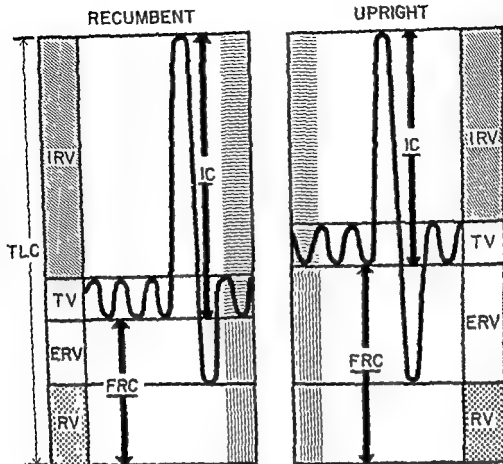 RECUMBENT
UPRIGHT
IRV
IC
IRV
IC
TLC
TV
TV
ERV
ERV
FRC
FRC
RV
RV